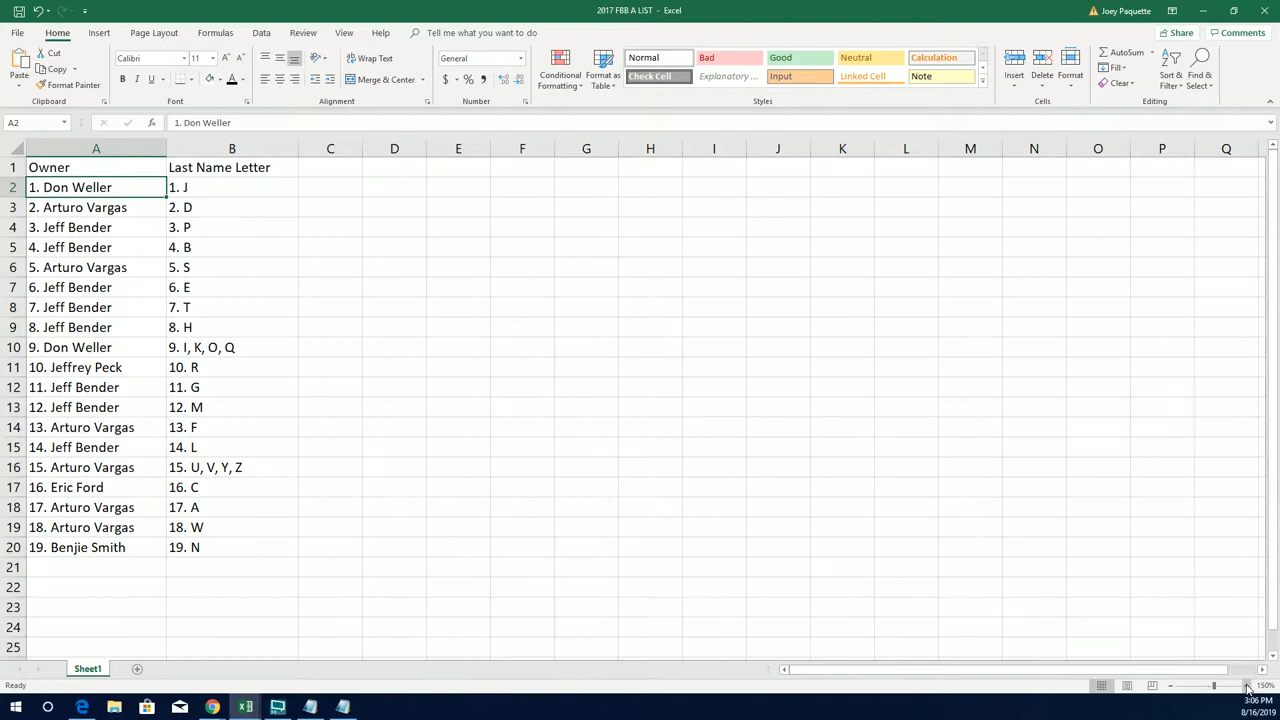 2017 FBB A LIST - Excel
Joey Paquette
File Home Insert Page Layout Formulas Data Review View Help Tell me what you want to do Share Comments
Paste Cut Copy Format Painter Clipboard
Calibri 11 B I U A A Font
Wrap Text Merge & Center Alignment
General $ % , Number
Conditional Formatting Format as Table
Normal Bad Good Neutral Calculation
Check Cell Explanatory ... Input Linked Cell Note
Styles
Insert Delete Format Cells
AutoSum Fill Clear Sort & Filter Find & Select Editing
A2 fx 1. Don Weller
A B C D E F G H I J K L M N O P Q
1 Owner Last Name Letter
2 1. Don Weller 1. J
3 2. Arturo Vargas 2. D
4 3. Jeff Bender 3. P
5 4. Jeff Bender 4. B
6 5. Arturo Vargas 5. S
7 6. Jeff Bender 6. E
8 7. Jeff Bender 7. T
9 8. Jeff Bender 8. H
10 9. Don Weller 9. I, K, O, Q
11 10. Jeffrey Peck 10. R
12 11. Jeff Bender 11. G
13 12. Jeff Bender 12. M
14 13. Arturo Vargas 13. F
15 14. Jeff Bender 14. L
16 15. Arturo Vargas 15. U, V, Y, Z
17 16. Eric Ford 16. C
18 17. Arturo Vargas 17. A
19 18. Arturo Vargas 18. W
20 19. Benjie Smith 19. N
21
22
23
24
25
Sheet1
Ready 150%
3:06 PM
8/16/2019